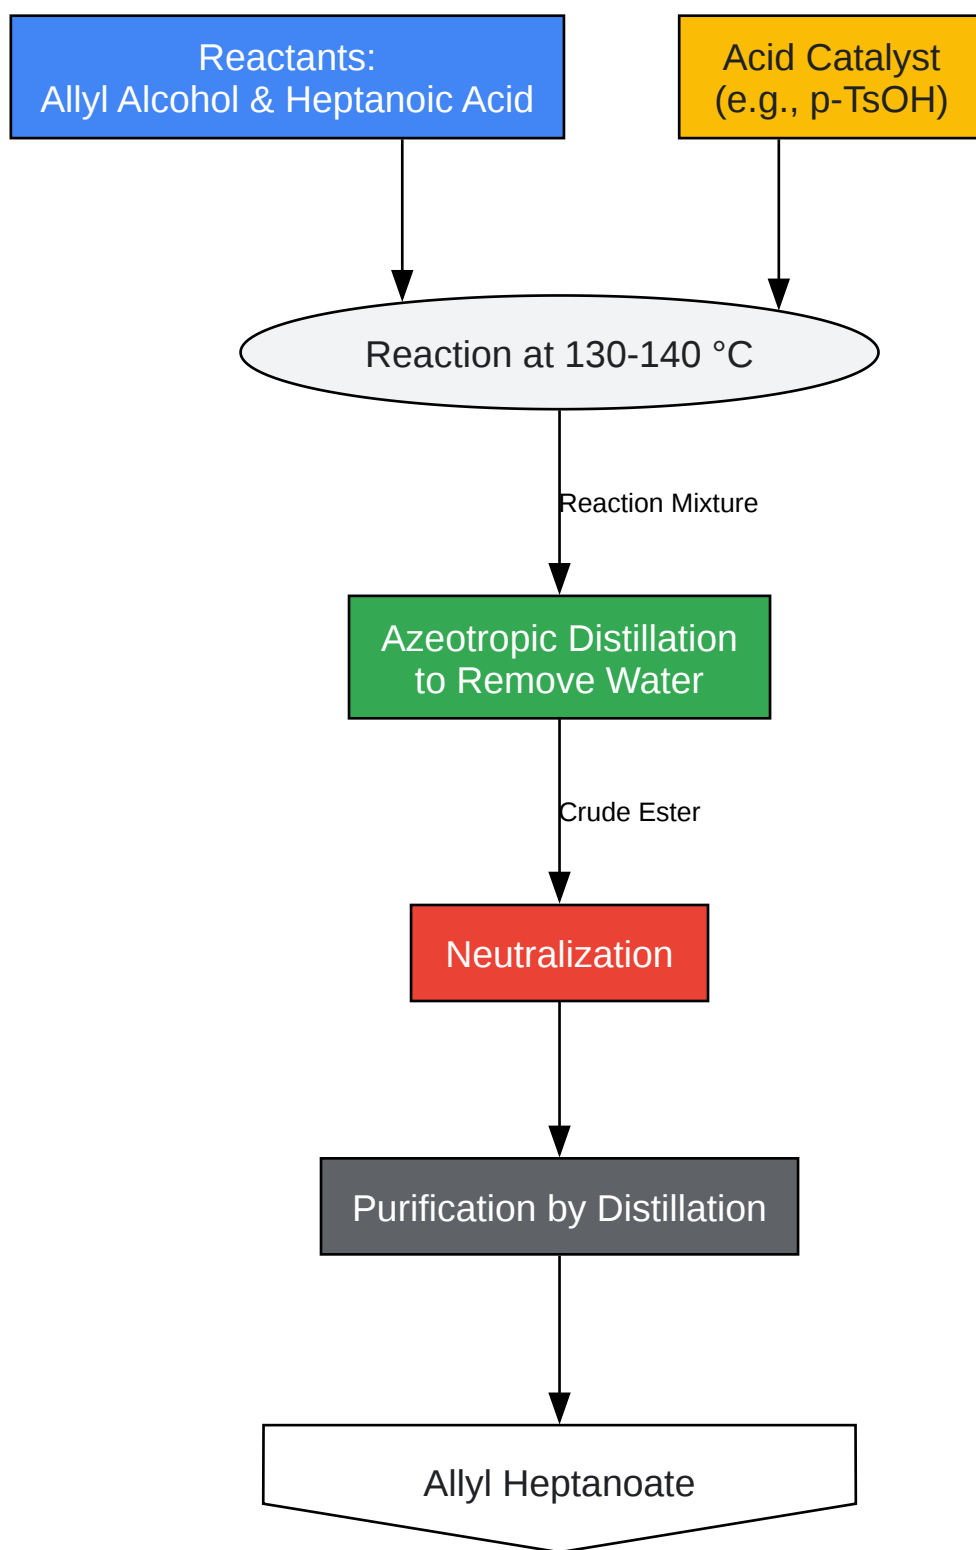 Reactants:
Allyl Alcohol & Heptanoic Acid
Acid Catalyst
(e.g., p-TsOH)
Reaction at 130-140 °C
Reaction Mixture
Azeotropic Distillation
to Remove Water
Crude Ester
Neutralization
Purification by Distillation
Allyl Heptanoate